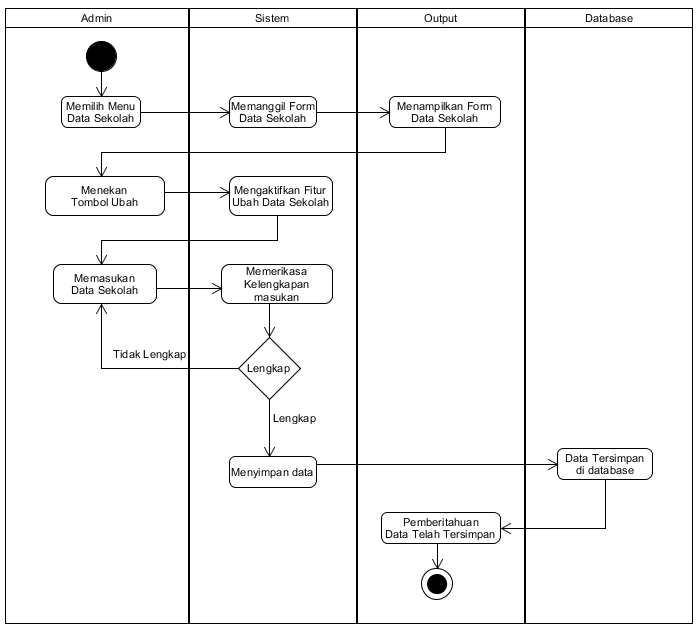 Admin
Sistem
Output
Database
Memilih Menu
Data Sekolah
Memanggil Form
Data Sekolah
Menampilkan Form
Data Sekolah
Menekan
Tombol Ubah
Mengaktifkan Fitur
Ubah Data Sekolah
Memasukan
Data Sekolah
Memerikasa
Kelengkapan
masukan
Tidak Lengkap
Lengkap
Lengkap
Menyimpan data
Data Tersimpan
di database
Pemberitahuan
Data Telah Tersimpan